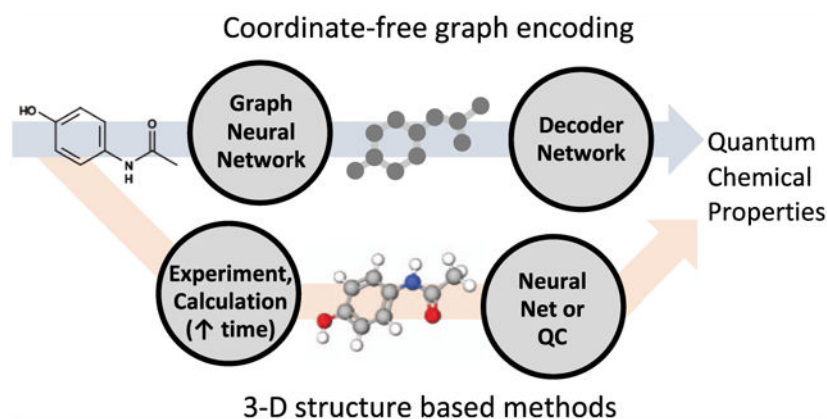 Coordinate-free graph encoding
HO
O
N
H
Graph
Neural
Network
Decoder
Network
Quantum
Chemical
Properties
Experiment,
Calculation
(↑ time)
Neural
Net or
QC
3-D structure based methods